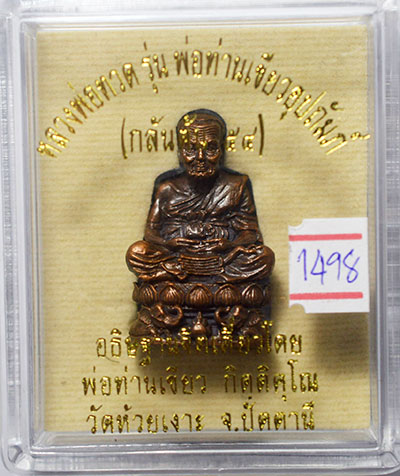 หลวงพ่อทวด รุ่น พ่อท่านเขียวอุปถัมภ์
(กลั่น ๕๔)
1498
อธิษฐานจิตเดี่ยวโดย
พ่อท่านเขียว กิตติคุโณ
วัดห้วยเงาะ จ.ปัตตานี